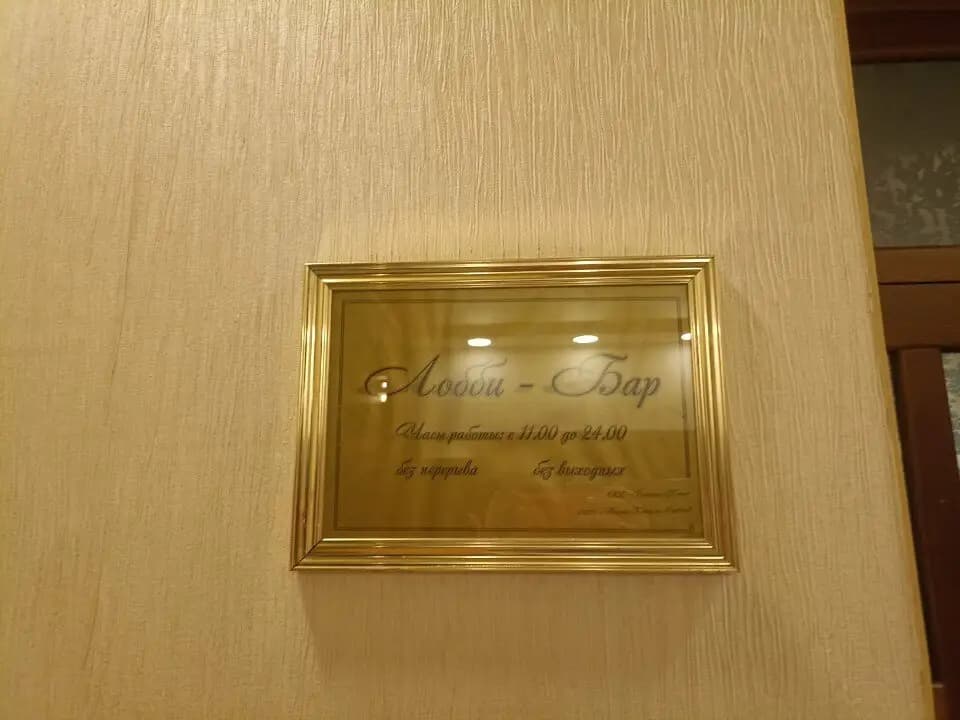 Лобби - Бар
Часы работы: с 11.00 до 24.00
без перерыва без выходных